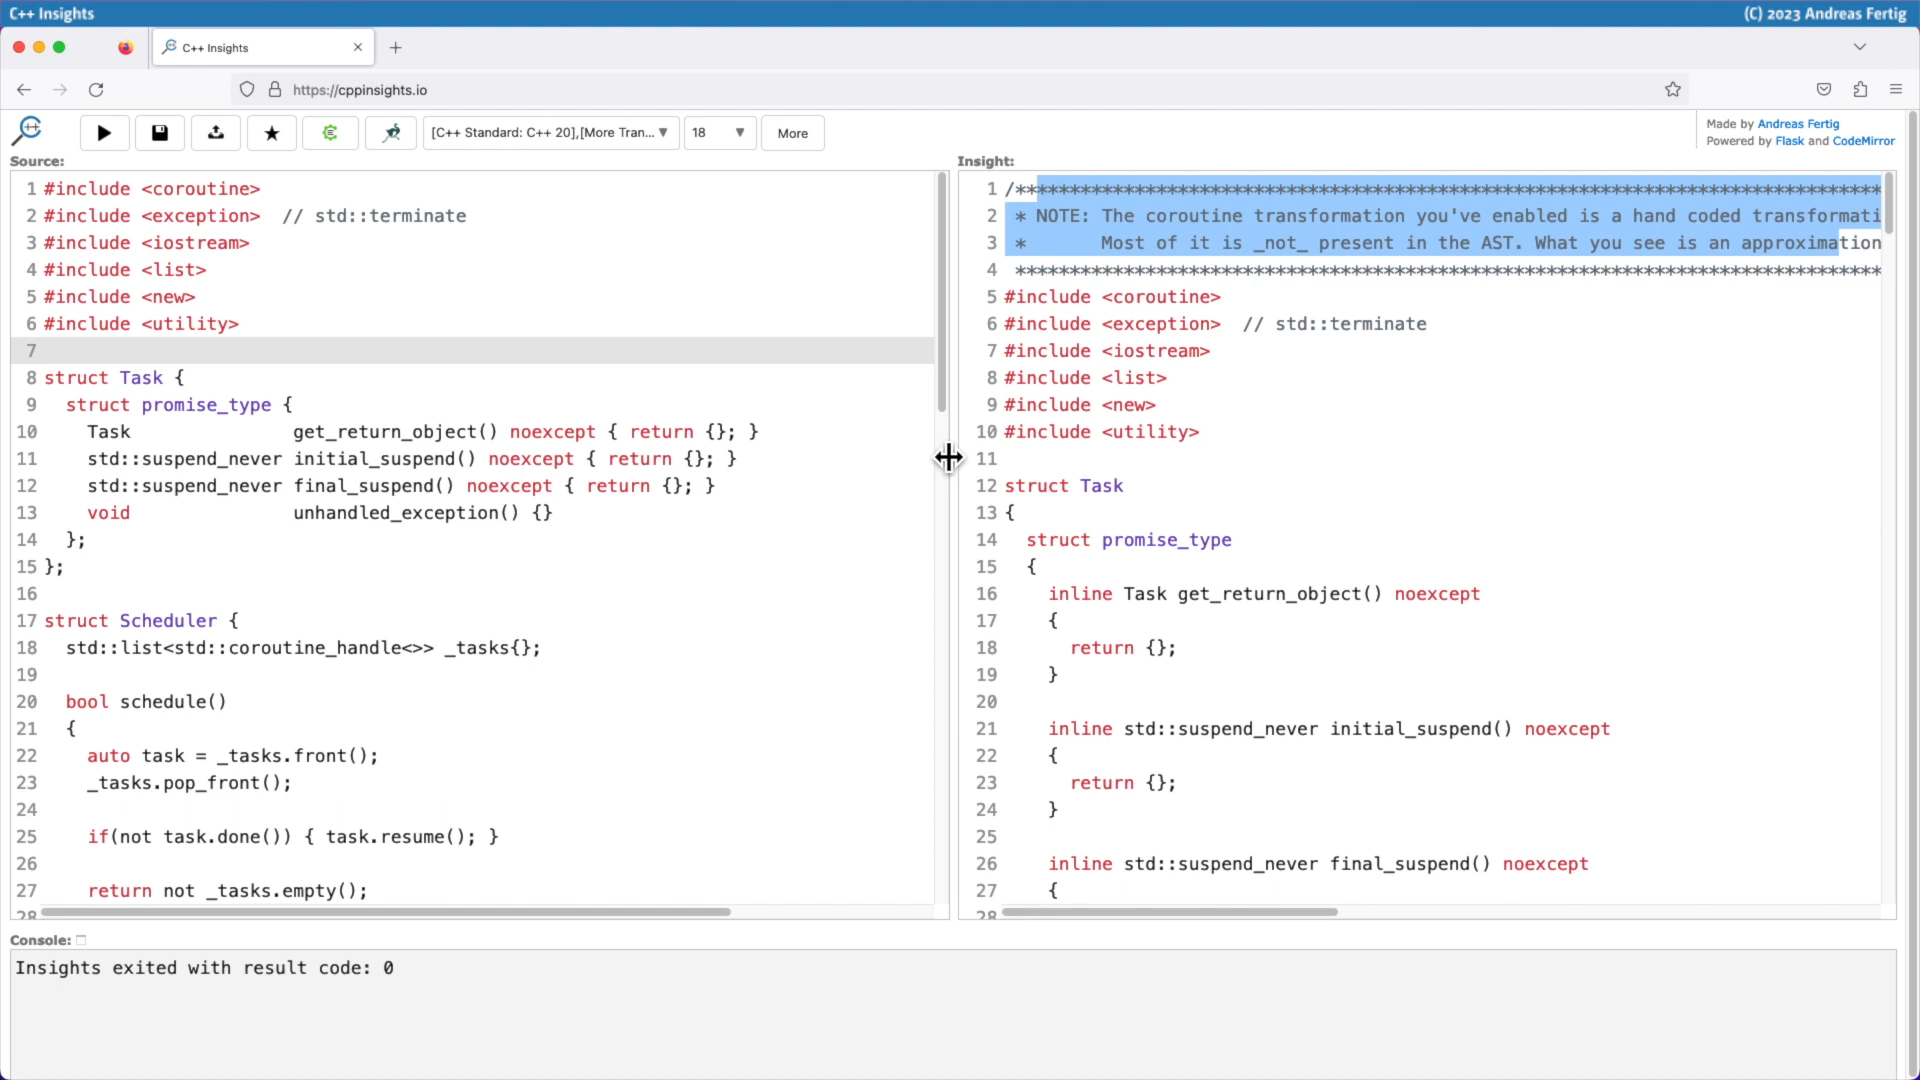 C++ Insights
(C) 2023 Andreas Fertig
C++ Insights
https://cppinsights.io
[C++ Standard: C++ 20],[More Tran...
18
More
Made by Andreas Fertig
Powered by Flask and CodeMirror
Source:
1 #include <coroutine>
2 #include <exception>  // std::terminate
3 #include <iostream>
4 #include <list>
5 #include <new>
6 #include <utility>
7
8 struct Task {
9   struct promise_type {
10     Task               get_return_object() noexcept { return {}; }
11     std::suspend_never initial_suspend() noexcept { return {}; }
12     std::suspend_never final_suspend() noexcept { return {}; }
13     void               unhandled_exception() {}
14   };
15 };
16
17 struct Scheduler {
18   std::list<std::coroutine_handle<>> _tasks{};
19
20   bool schedule()
21   {
22     auto task = _tasks.front();
23     _tasks.pop_front();
24
25     if(not task.done()) { task.resume(); }
26
27     return not _tasks.empty();
28
Insight:
1 /*********************************************************************************
2  * NOTE: The coroutine transformation you've enabled is a hand coded transformati
3  *       Most of it is _not_ present in the AST. What you see is an approximation
4  ********************************************************************************
5 #include <coroutine>
6 #include <exception>  // std::terminate
7 #include <iostream>
8 #include <list>
9 #include <new>
10 #include <utility>
11
12 struct Task
13 {
14   struct promise_type
15   {
16     inline Task get_return_object() noexcept
17     {
18       return {};
19     }
20
21     inline std::suspend_never initial_suspend() noexcept
22     {
23       return {};
24     }
25
26     inline std::suspend_never final_suspend() noexcept
27     {
28
Console:
Insights exited with result code: 0